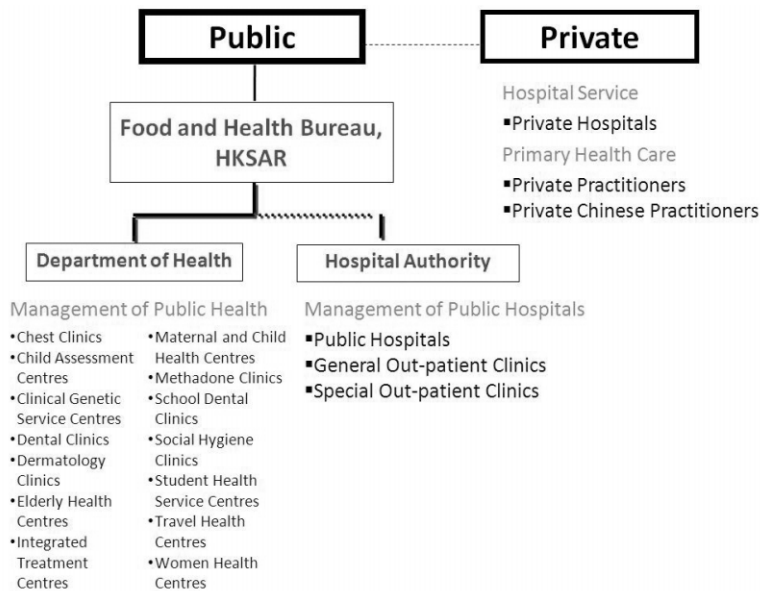 Public
Private
Food and Health Bureau,
HKSAR
Hospital Service
▪Private Hospitals
Primary Health Care
▪Private Practitioners
▪Private Chinese Practitioners
Department of Health
Management of Public Health
•Chest Clinics
•Child Assessment
Centres
•Clinical Genetic
Service Centres
•Dental Clinics
•Dermatology
Clinics
•Elderly Health
Centres
•Integrated
Treatment
Centres
•Maternal and Child
Health Centres
•Methadone Clinics
•School Dental
Clinics
•Social Hygiene
Clinics
•Student Health
Service Centres
•Travel Health
Centres
•Women Health
Centres
Hospital Authority
Management of Public Hospitals
▪Public Hospitals
▪General Out-patient Clinics
▪Special Out-patient Clinics